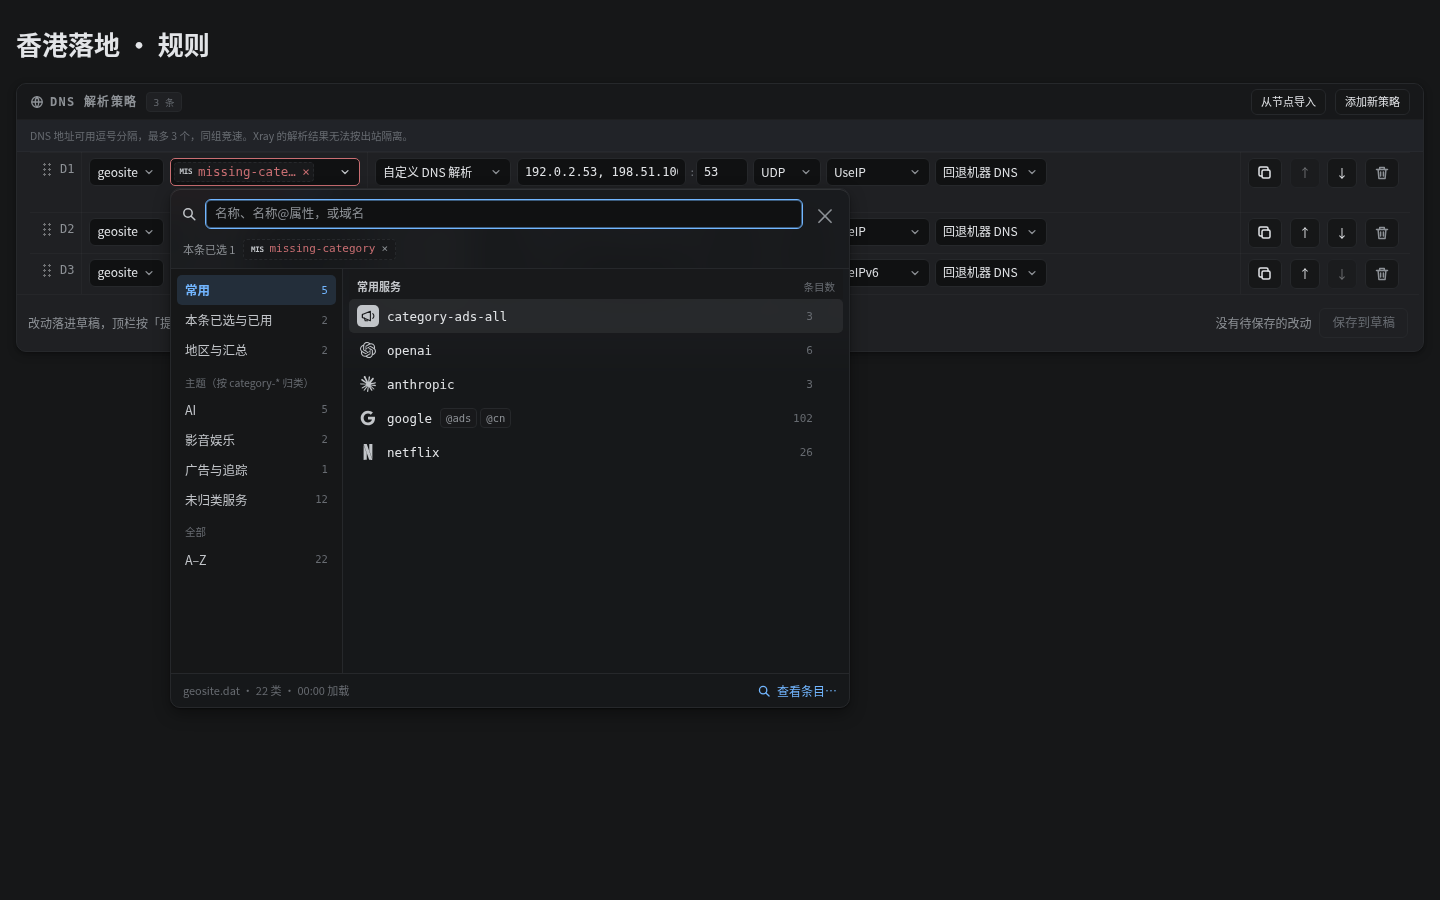 香港落地 · 规则
DNS 解析策略 3 条 从节点导入 添加新策略
DNS 地址可用逗号分隔，最多 3 个，同组竞速。Xray 的解析结果无法按出站隔离。
D1 geosite MIS missing-cate… × 自定义 DNS 解析 192.0.2.53, 198.51.10 : 53 UDP UseIP 回退机器 DNS ↑ ↓
名称、名称@属性，或域名
D2 geosite eIP 回退机器 DNS ↑ ↓
本条已选 1 MIS missing-category ×
D3 geosite eIPv6 回退机器 DNS ↑ ↓
改动落进草稿，顶栏按「提 没有待保存的改动 保存到草稿
常用 5
本条已选与已用 2
地区与汇总 2
主题（按 category-* 归类）
AI 5
影音娱乐 2
广告与追踪 1
未归类服务 12
全部
A–Z 22
常用服务 条目数
category-ads-all 3
openai 6
anthropic 3
google @ads @cn 102
netflix 26
geosite.dat · 22 类 · 00:00 加载 查看条目…